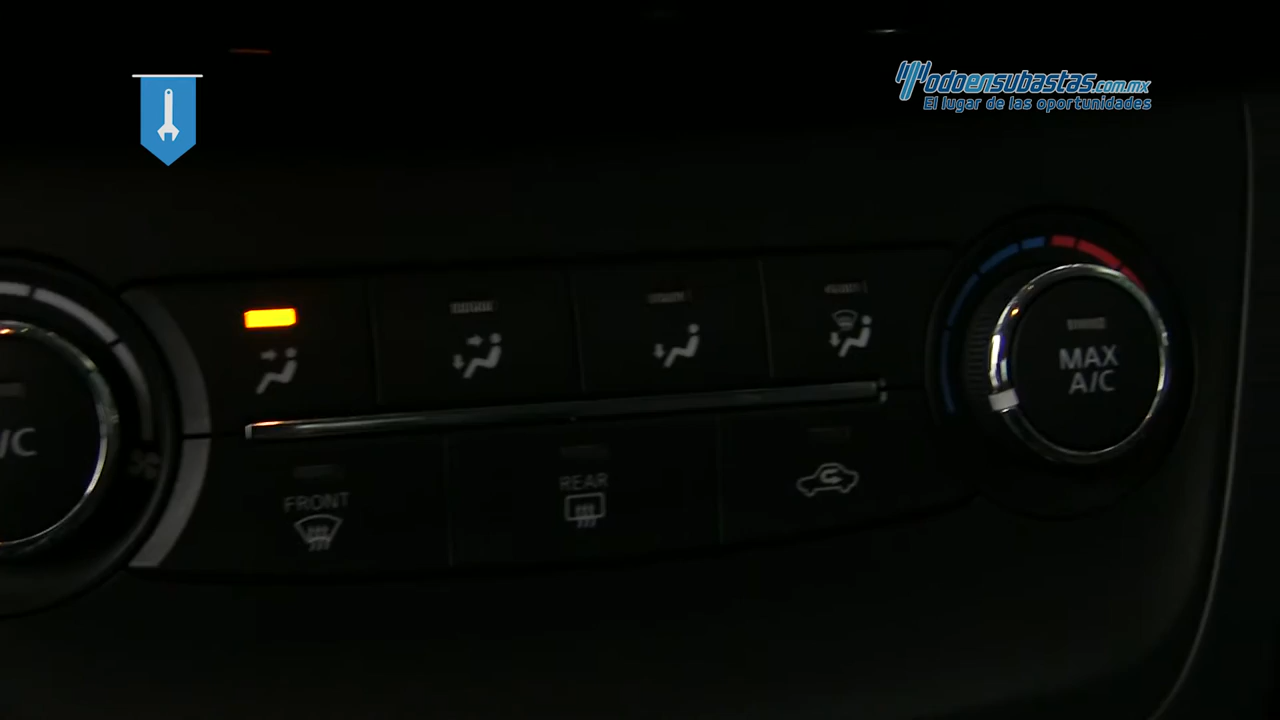 Todoensubastas.com.mx
El lugar de las oportunidades
MAX
A/C
/C
REAR
FRONT